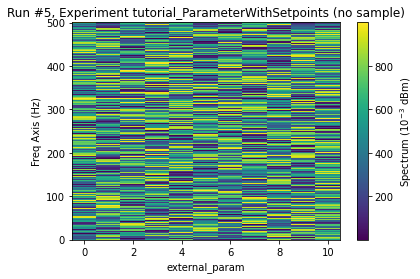 Run #5, Experiment tutorial_ParameterWithSetpoints (no sample)
500
400
300
200
100
0
Freq Axis (Hz)
0 2 4 6 8 10
external_param
800
600
400
200
Spectrum (10⁻³ dBm)